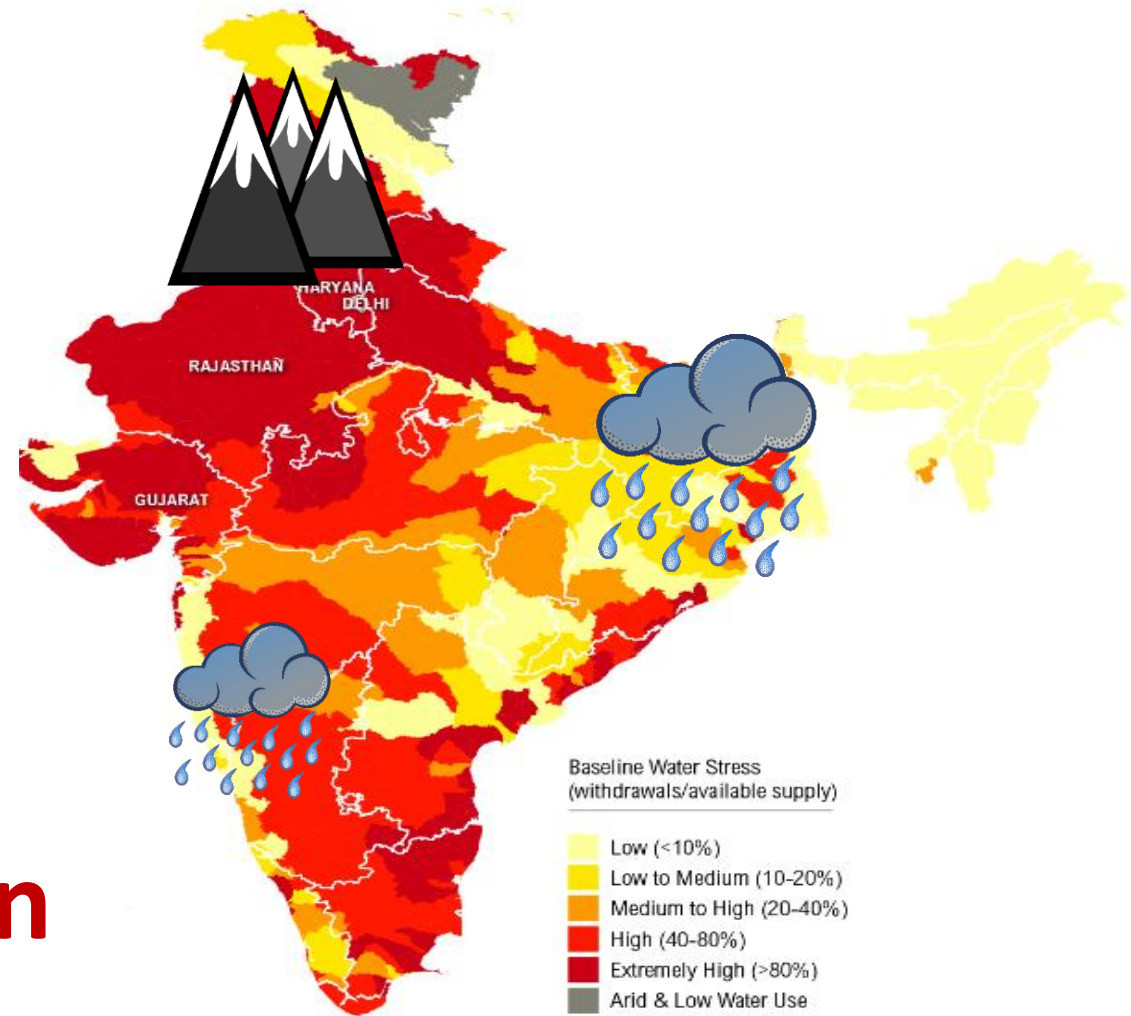 HARYANA
DELHI
RAJASTHAN
GUJARAT
n
Baseline Water Stress
(withdrawals/available supply)
Low (<10%)
Low to Medium (10-20%)
Medium to High (20-40%)
High (40-80%)
Extremely High (>80%)
Arid & Low Water Use